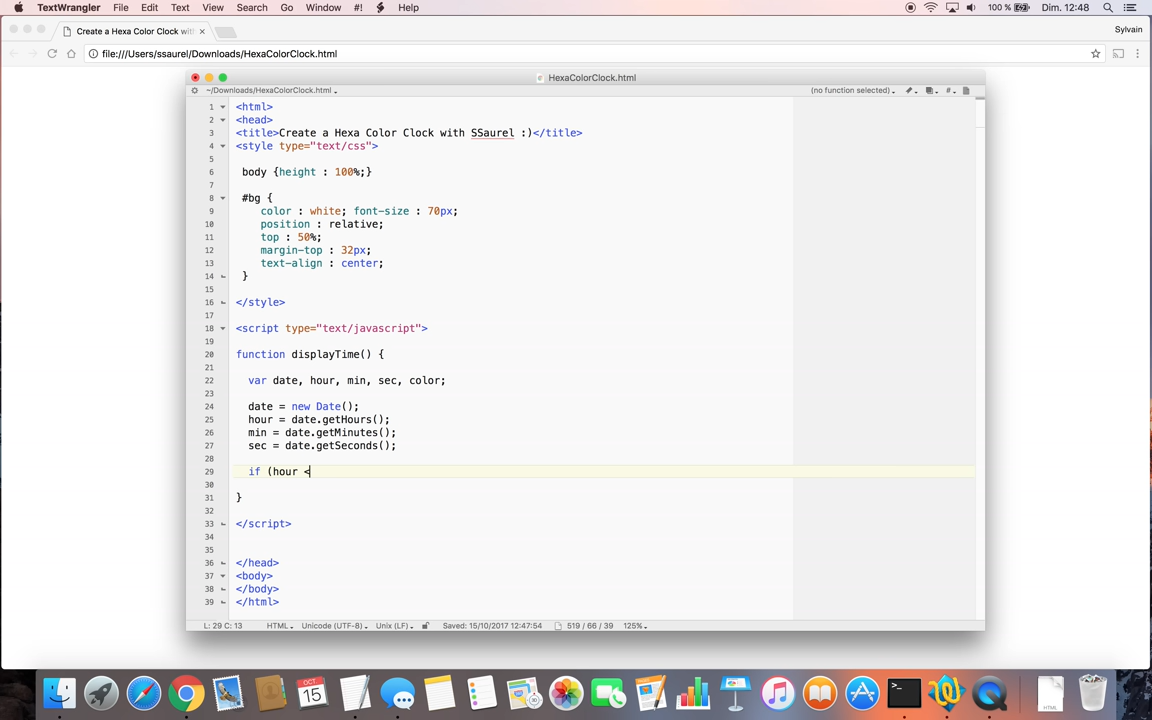 TextWrangler File Edit Text View Search Go Window #! Help 100 % Dim. 12:48
Create a Hexa Color Clock wit
Sylvain
file:///Users/ssaurel/Downloads/HexaColorClock.html
HexaColorClock.html
~/Downloads/HexaColorClock.html
(no function selected)
1 <html>
2 <head>
3 <title>Create a Hexa Color Clock with SSaurel :)</title>
4 <style type="text/css">
5
6 body {height : 100%;}
7
8 #bg {
9 color : white; font-size : 70px;
10 position : relative;
11 top : 50%;
12 margin-top : 32px;
13 text-align : center;
14 }
15
16 </style>
17
18 <script type="text/javascript">
19
20 function displayTime() {
21
22 var date, hour, min, sec, color;
23
24 date = new Date();
25 hour = date.getHours();
26 min = date.getMinutes();
27 sec = date.getSeconds();
28
29 if (hour <
30
31 }
32
33 </script>
34
35
36 </head>
37 <body>
38 </body>
39 </html>
L: 29 C: 13 HTML Unicode (UTF-8) Unix (LF) Saved: 15/10/2017 12:47:54 519 / 66 / 39 125%
OCT.
15
HTML